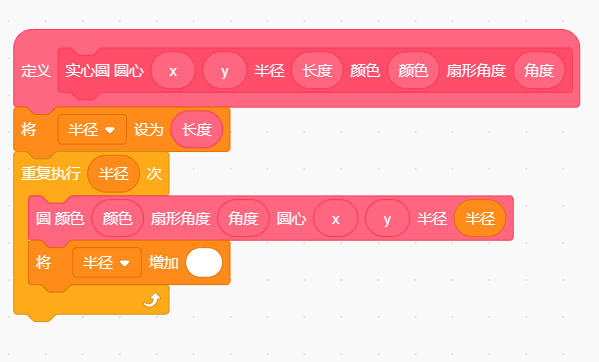 定义 实心圆 圆心 x y 半径 长度 颜色 颜色 扇形角度 角度
将 半径 设为 长度
重复执行 半径 次
圆 颜色 颜色 扇形角度 角度 圆心 x y 半径 半径
将 半径 增加